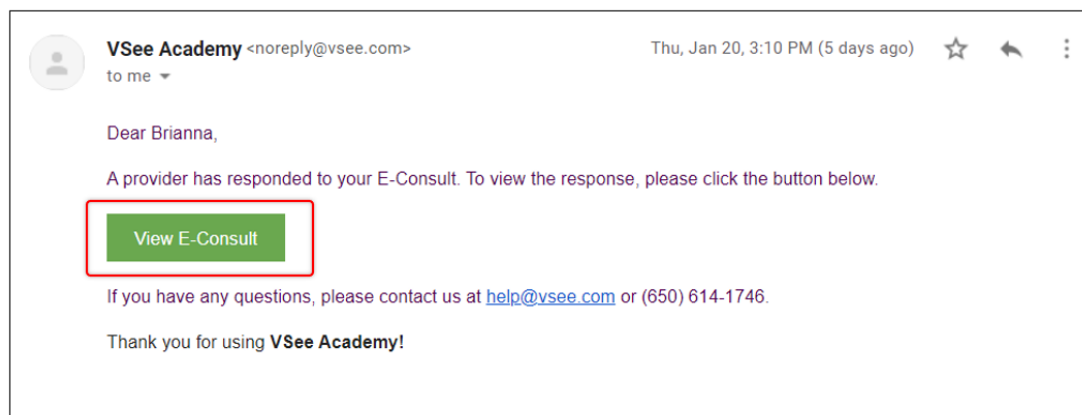 VSee Academy <noreply@vsee.com> Thu, Jan 20, 3:10 PM (5 days ago)
to me
Dear Brianna,
A provider has responded to your E-Consult. To view the response, please click the button below.
View E-Consult
If you have any questions, please contact us at help@vsee.com or (650) 614-1746.
Thank you for using VSee Academy!